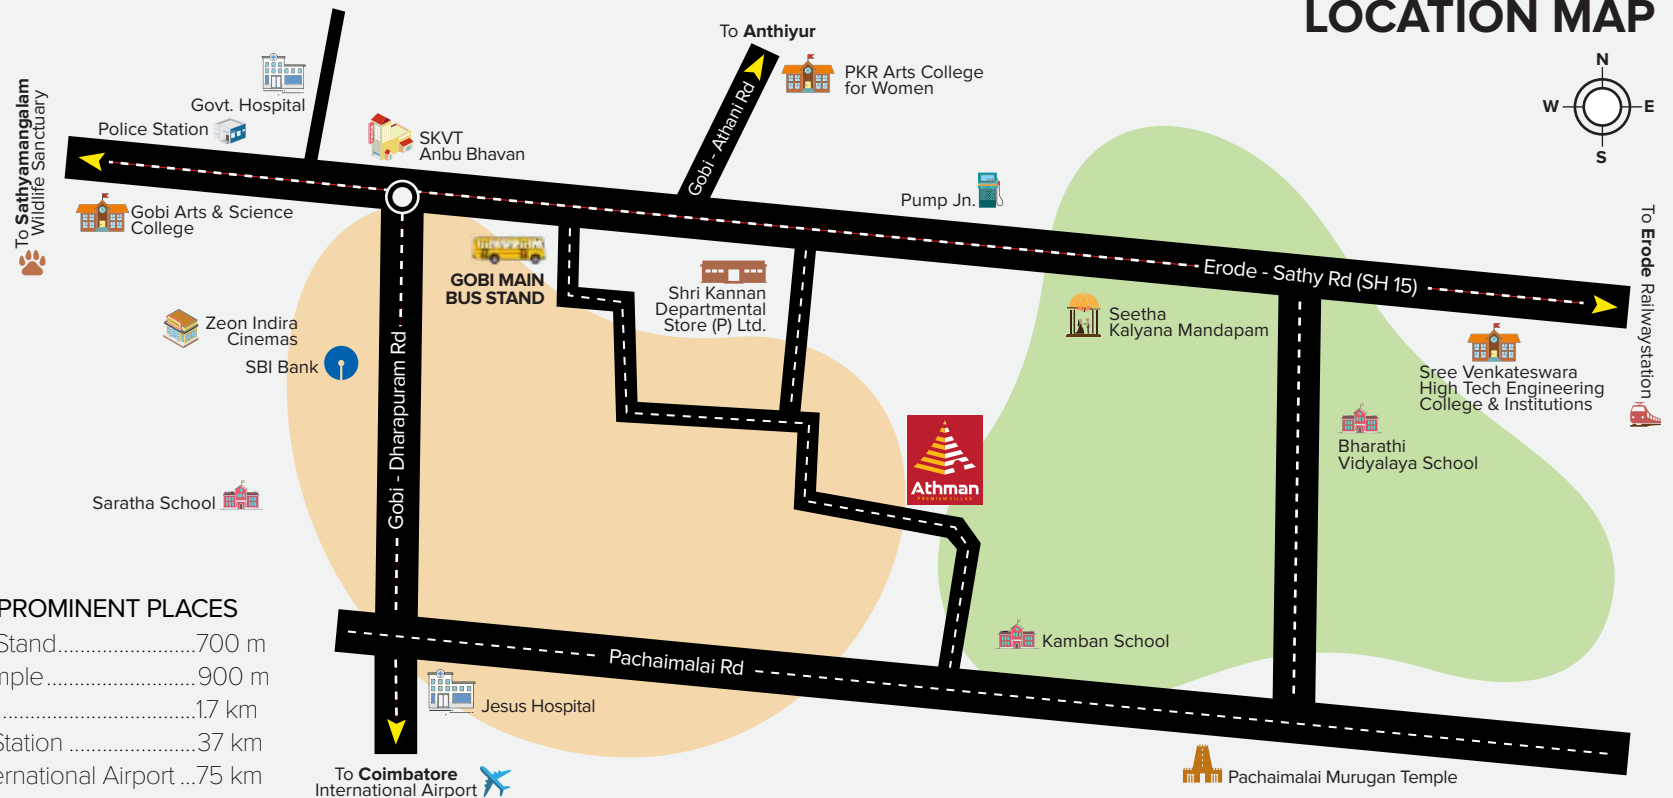 LOCATION MAP
To Anthiyur
N
W
E
S
PKR Arts College
for Women
Gobi - Athani Rd
Govt. Hospital
Police Station
SKVT
Anbu Bhavan
To Sathyamangalam
Wildlife Sanctuary
Gobi Arts & Science
College
Pump Jn.
To Erode Railwaystation
Erode - Sathy Rd (SH 15)
GOBI MAIN
BUS STAND
Shri Kannan
Departmental
Store (P) Ltd.
Seetha
Kalyana Mandapam
Zeon Indira
Cinemas
SBI Bank
Gobi - Dharapuram Rd
Sree Venkateswara
High Tech Engineering
College & Institutions
Bharathi
Vidyalaya School
Athman
PREMIUM VILLAS
Saratha School
Kamban School
Pachaimalai Rd
Jesus Hospital
Pachaimalai Murugan Temple
To Coimbatore
International Airport
PROMINENT PLACES
Stand........................700 m
mple......................900 m
.............................1.7 km
Station .......................37 km
ernational Airport ...75 km